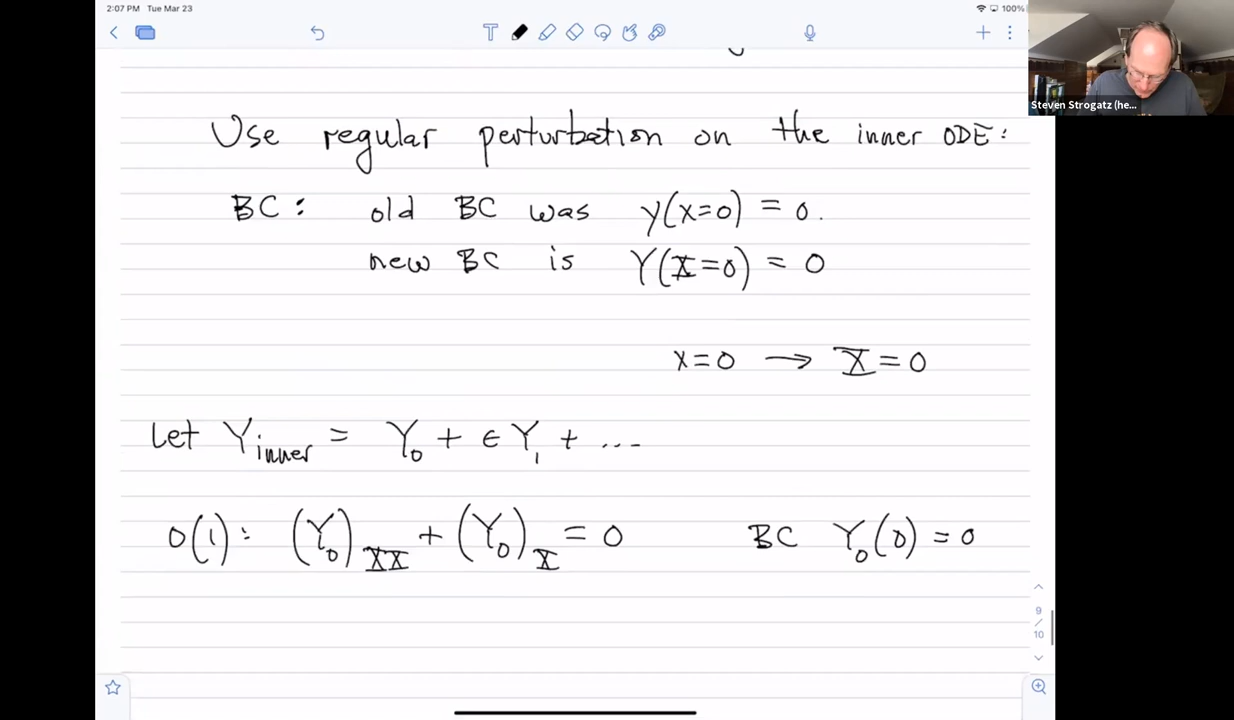 2:07 PM Tue Mar 23
100%
Steven Strogatz (he...
Use regular perturbation on the inner ODE:
BC: old BC was y(x=0) = 0.
new BC is Y(X=0) = 0
x=0 → X=0
Let Y_inner = Y_0 + ϵY_1 + ...
O(1): (Y_0)_XX + (Y_0)_X = 0 BC Y_0(0) = 0
9
/
10